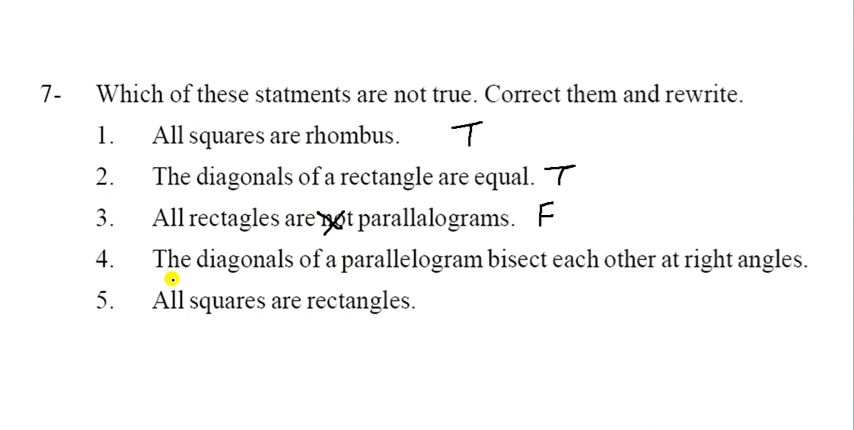 7- Which of these statments are not true. Correct them and rewrite.
1. All squares are rhombus. T
2. The diagonals of a rectangle are equal. T
3. All rectagles are not parallalograms. F
4. The diagonals of a parallelogram bisect each other at right angles.
5. All squares are rectangles.